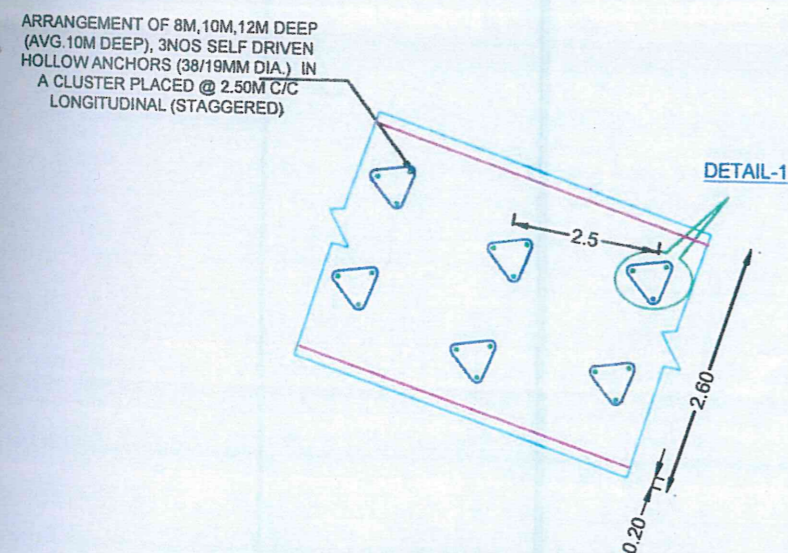 ARRANGEMENT OF 8M,10M,12M DEEP
(AVG.10M DEEP), 3NOS SELF DRIVEN
HOLLOW ANCHORS (38/19MM DIA.) IN
A CLUSTER PLACED @ 2.50M C/C
LONGITUDINAL (STAGGERED)
DETAIL-1
2.5
2.60
0.20